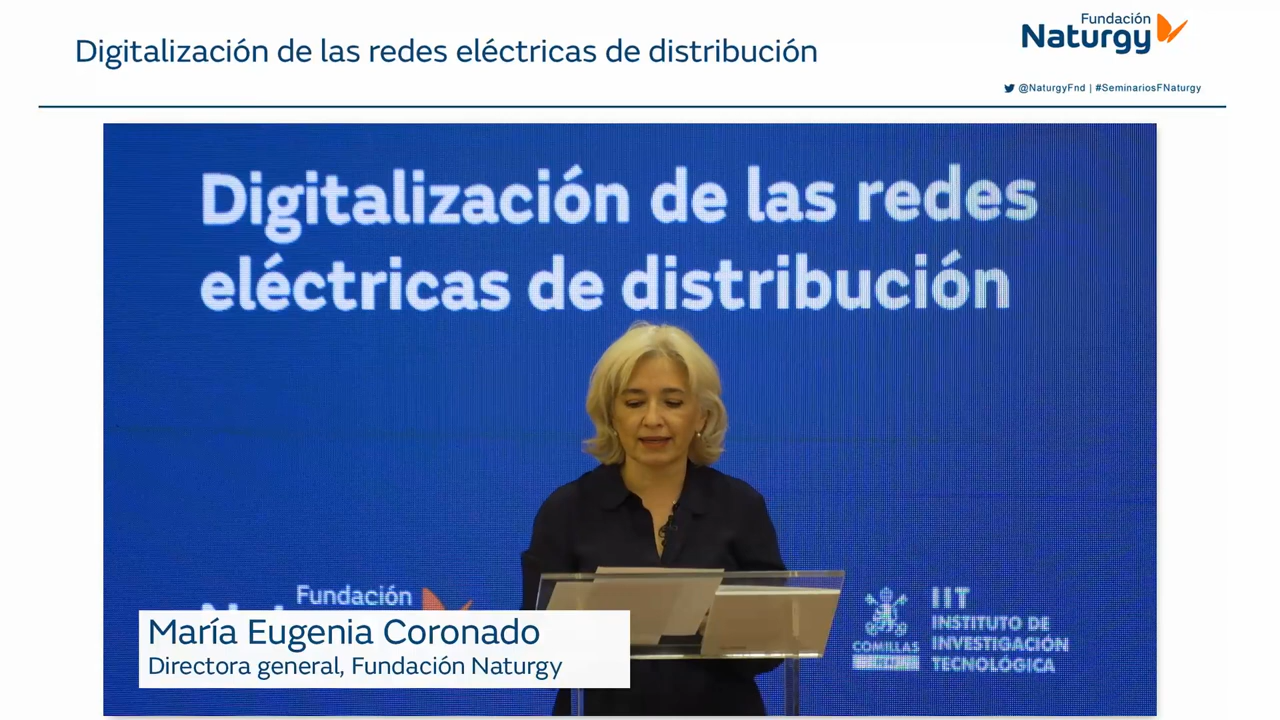 Digitalización de las redes eléctricas de distribución
Fundación
Naturgy
@NaturgyFnd | #SeminariosFNaturgy
Digitalización de las redes
eléctricas de distribución
Fundación
María Eugenia Coronado
Directora general, Fundación Naturgy
COMILLAS
IIT
INSTITUTO DE
INVESTIGACIÓN
TECNOLÓGICA